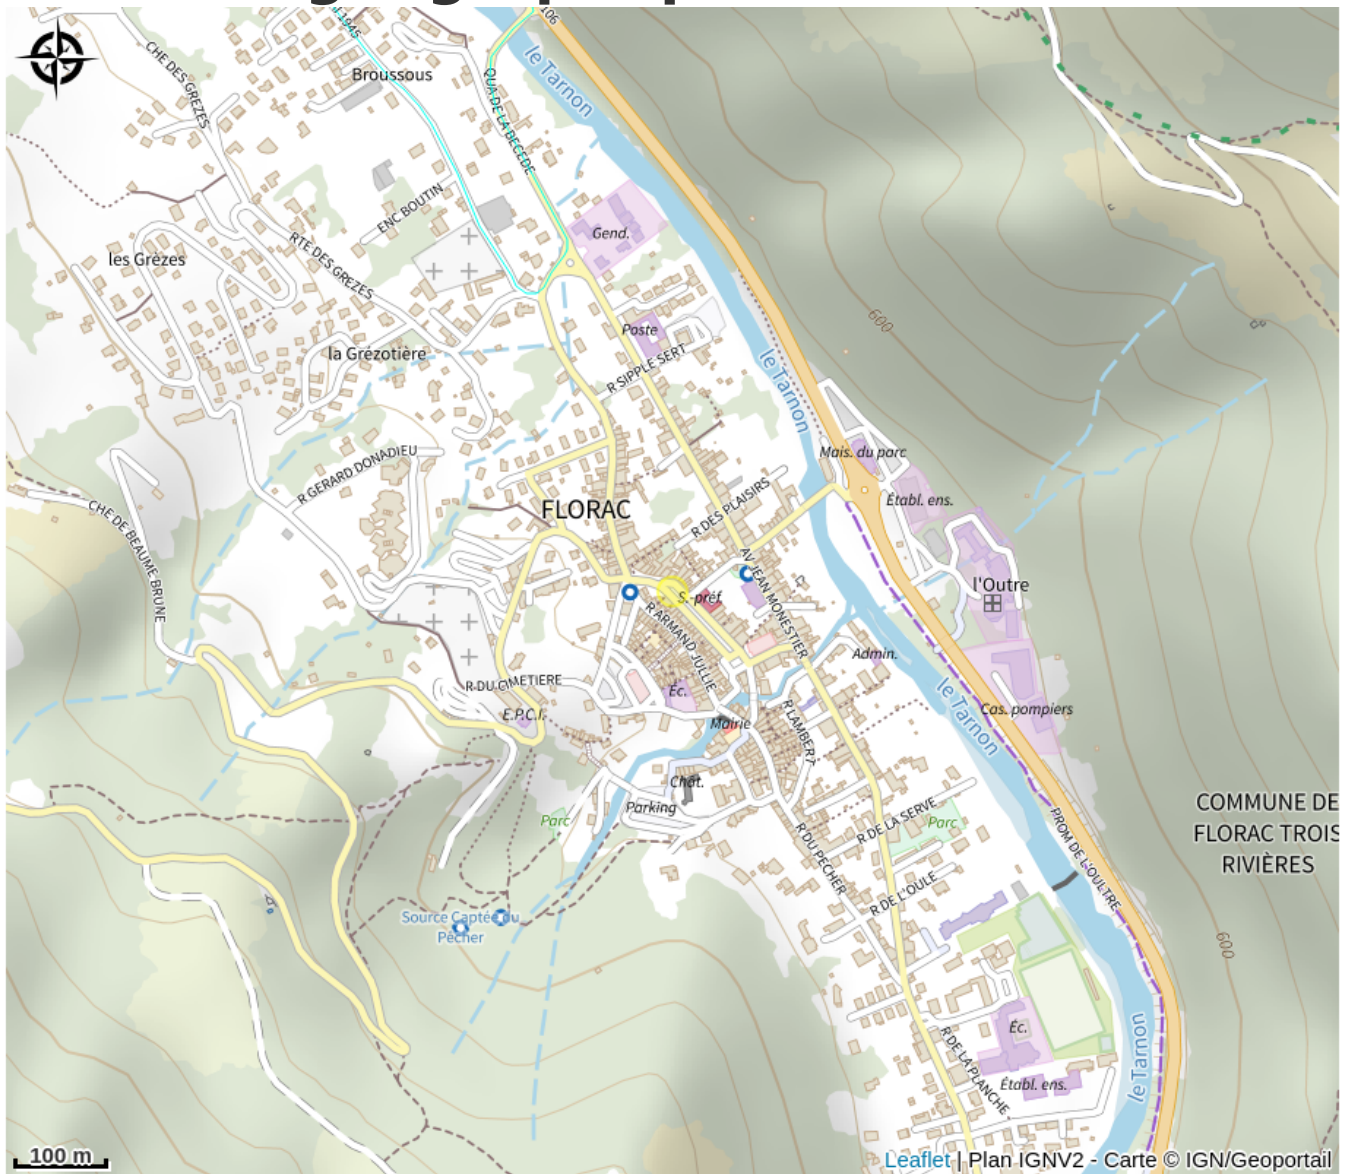 106
le Tarnon
CHE DES GREZES
Broussous
QUA DE LA BECEDE
ENC BOUTIN
Gend.
les Grèzes
RTE DES GREZES
600
Poste
la Grézotière
R SIPPLE SERT
le Tarnon
Mais. du parc
R GERARD DONADIEU
Établ. ens.
CHE DE BEAUME BRUNE
FLORAC
R DES PLAISIRS
AV JEAN MONESTIER
l'Outre
S.-préf.
R ARMAND JULLIE
Admin.
R DU CIMETIERE
Éc.
le Tarnon
E.P.C.I.
Mairie
R LAMBERT
Cas. pompiers
Chât.
Parking
Parc
R DE LA SERVE
Parc
PROM DE L'OULTRE
COMMUNE DE
FLORAC TROIS
RIVIÈRES
R DU PECHER
R DE L'OULE
Source Captée du
Pêcher
600
Éc.
R DE LA PLANCHE
Établ. ens.
le Tarnon
100 m
Leaflet | Plan IGNV2 - Carte © IGN/Geoportail